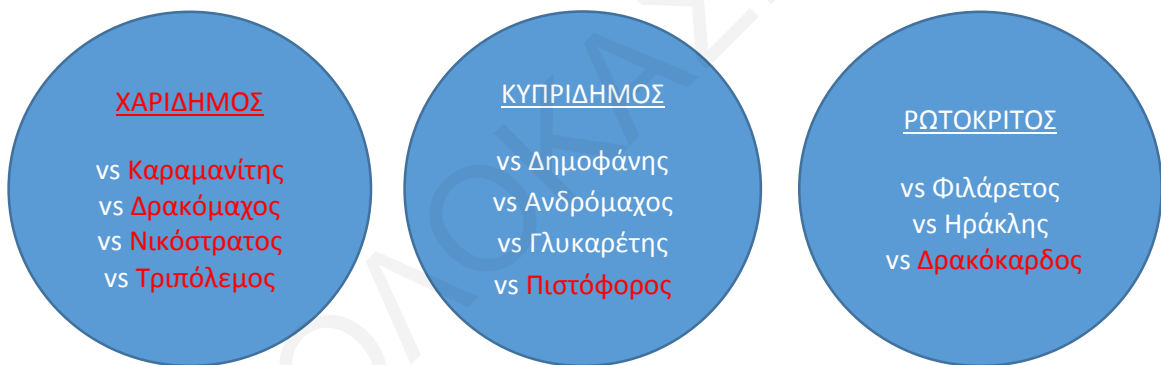 ΧΑΡΙΔΗΜΟΣ
vs Καραμανίτης
vs Δρακόμαχος
vs Νικόστρατος
vs Τριπόλεμος
ΚΥΠΡΙΔΗΜΟΣ
vs Δημοφάνης
vs Ανδρόμαχος
vs Γλυκαρέτης
vs Πιστόφορος
ΡΩΤΟΚΡΙΤΟΣ
vs Φιλάρετος
vs Ηράκλης
vs Δρακόκαρδος